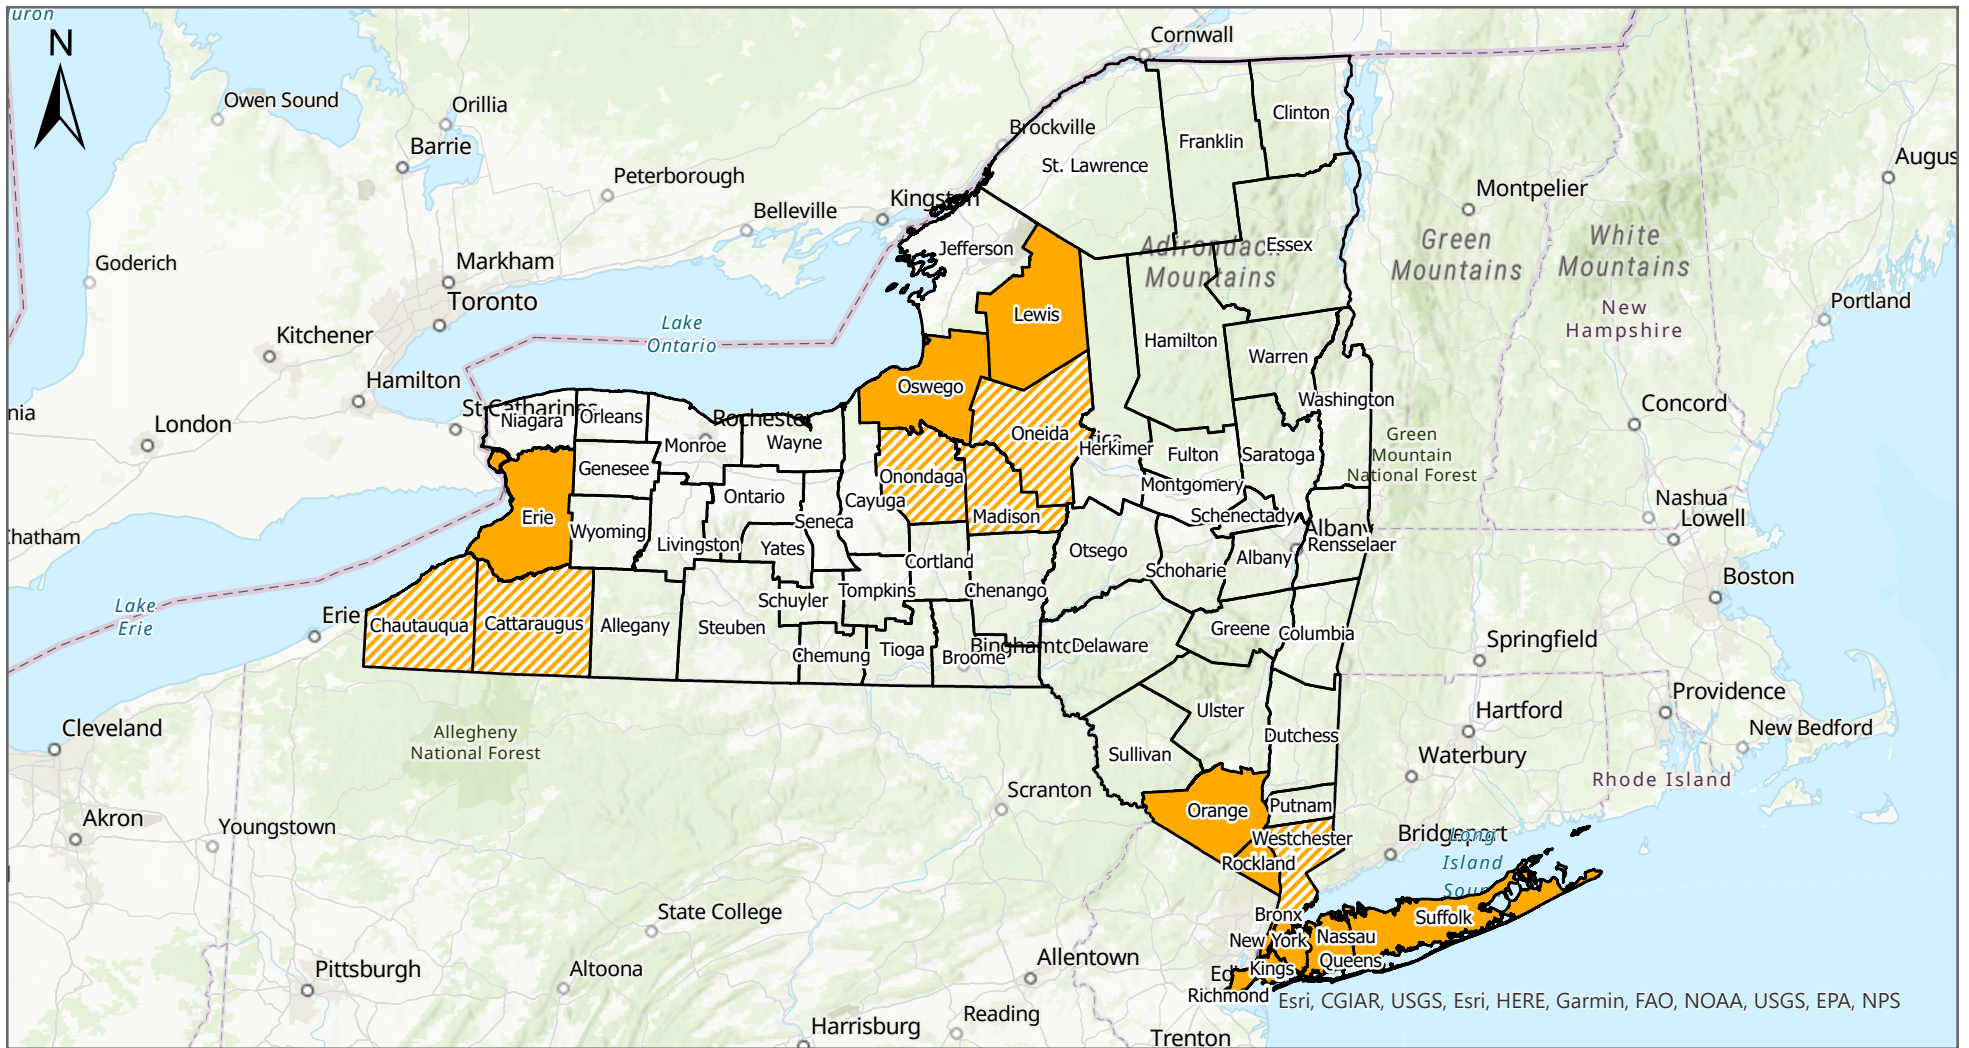 uron
N
Cornwall
Owen Sound
Orillia
Clinton
Brockville
Franklin
Barrie
St. Lawrence
Augus
Peterborough
Montpelier
Kingston
Belleville
Jefferson
Essex
Adirondack
Mountains
Green
Mountains
White
Mountains
Goderich
Markham
Toronto
Lewis
New
Hampshire
Portland
Lake
Ontario
Kitchener
Hamilton
Warren
Hamilton
Oswego
Washington
Concord
nia
London
St Catharines
Niagara
Orleans
Rochester
Monroe
Wayne
Oneida
Herkimer
Fulton
Saratoga
Green
Mountain
National Forest
Genesee
Onondaga
Montgomery
Ontario
Cayuga
Nashua
Lowell
Erie
Madison
Schenectady
Seneca
Albany
Chatham
Wyoming
Livingston
Yates
Otsego
Albany
Rensselaer
Cortland
Schoharie
Boston
Tompkins
Chenango
Schuyler
Lake
Erie
Erie
Chautauqua
Cattaraugus
Allegany
Steuben
Greene
Columbia
Springfield
Chemung
Tioga
Broome
Binghamto
Delaware
Providence
Ulster
Hartford
Cleveland
Allegheny
National Forest
Dutchess
New Bedford
Sullivan
Waterbury
Rhode Island
Scranton
Orange
Putnam
Akron
Youngstown
Westchester
Bridgeport
Rockland
Long
Island
Soun
State College
Bronx
Suffolk
New York
Nassau
Allentown
Queens
Kings
Pittsburgh
Altoona
Ed
Richmond
Esri, CGIAR, USGS, Esri, HERE, Garmin, FAO, NOAA, USGS, EPA, NPS
Reading
Harrisburg
Trenton